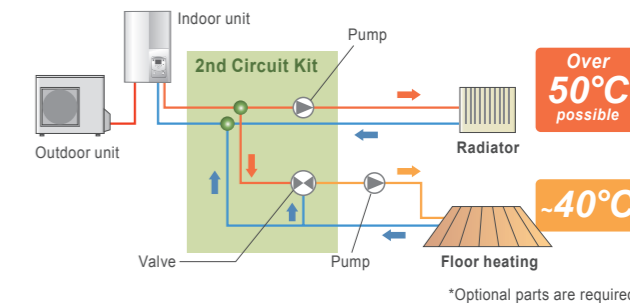 Indoor unit
Pump
2nd Circuit Kit
Over
50°C
possible
Outdoor unit
Radiator
~40°C
Valve
Pump
Floor heating
*Optional parts are required